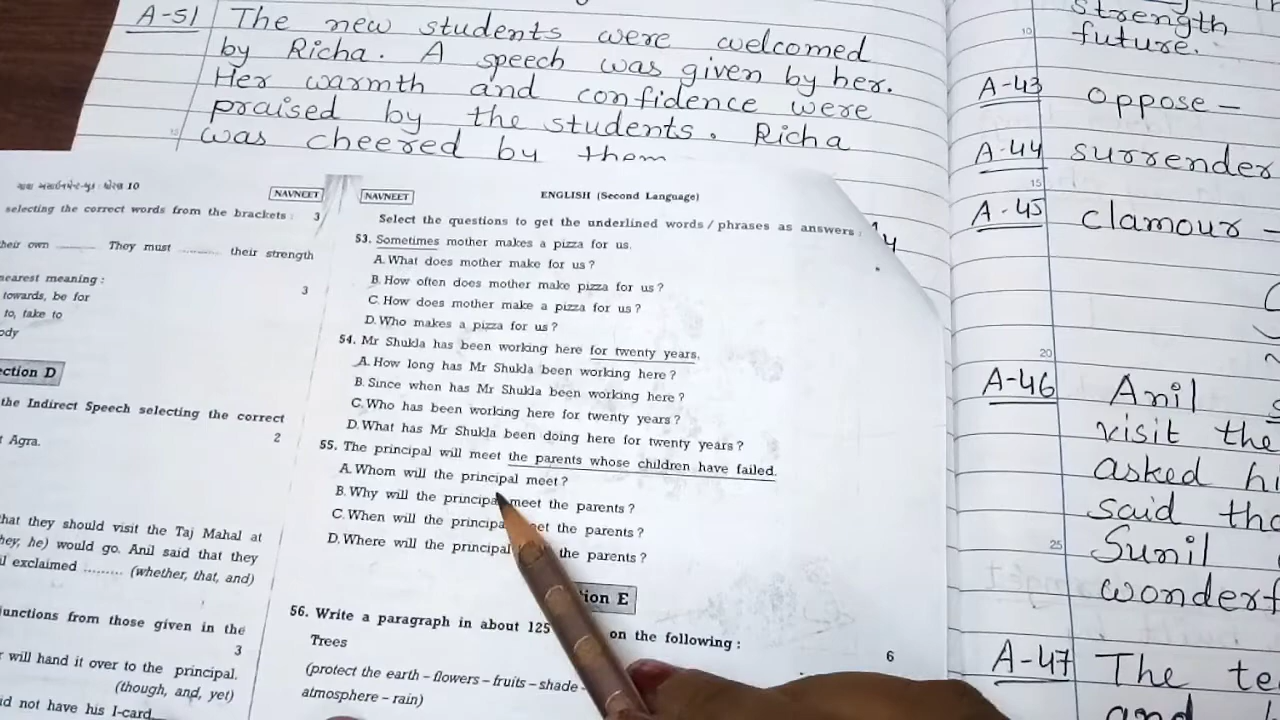 A-51 The new students were welcomed
by Richa. A speech was given by her.
Her warmth and confidence were
praised by the students. Richa
was cheered by them
ગાલા અસાઇનમેન્ટ-બુક : ધોરણ 10
NAVNEET
selecting the correct words from the brackets : 3
their own .......... They must .......... their strength
nearest meaning :
3
towards, be for
to, take to
ody
ection D
the Indirect Speech selecting the correct
2
t Agra.
hat they should visit the Taj Mahal at
hey, he) would go. Anil said that they
il exclaimed ......... (whether, that, and)
junctions from those given in the
3
r will hand it over to the principal.
(though, and, yet)
id not have his I-card
NAVNEET
ENGLISH (Second Language)
Select the questions to get the underlined words / phrases as answers :
53. Sometimes mother makes a pizza for us.
A. What does mother make for us ?
B. How often does mother make pizza for us ?
C. How does mother make a pizza for us ?
D. Who makes a pizza for us ?
54. Mr Shukla has been working here for twenty years.
A. How long has Mr Shukla been working here ?
B. Since when has Mr Shukla been working here ?
C. Who has been working here for twenty years ?
D. What has Mr Shukla been doing here for twenty years ?
55. The principal will meet the parents whose children have failed.
A. Whom will the principal meet ?
B. Why will the principal meet the parents ?
C. When will the principa et the parents ?
D. Where will the principal the parents ?
tion E
56. Write a paragraph in about 125 on the following :
6
Trees
(protect the earth – flowers – fruits – shade –
atmosphere – rain)
strength
future.
A-43 oppose –
A-44 surrender
A-45 clamour –
A-46 Anil
visit the
asked hi
said tha
Sunil
wonderf
A-47 The te
and